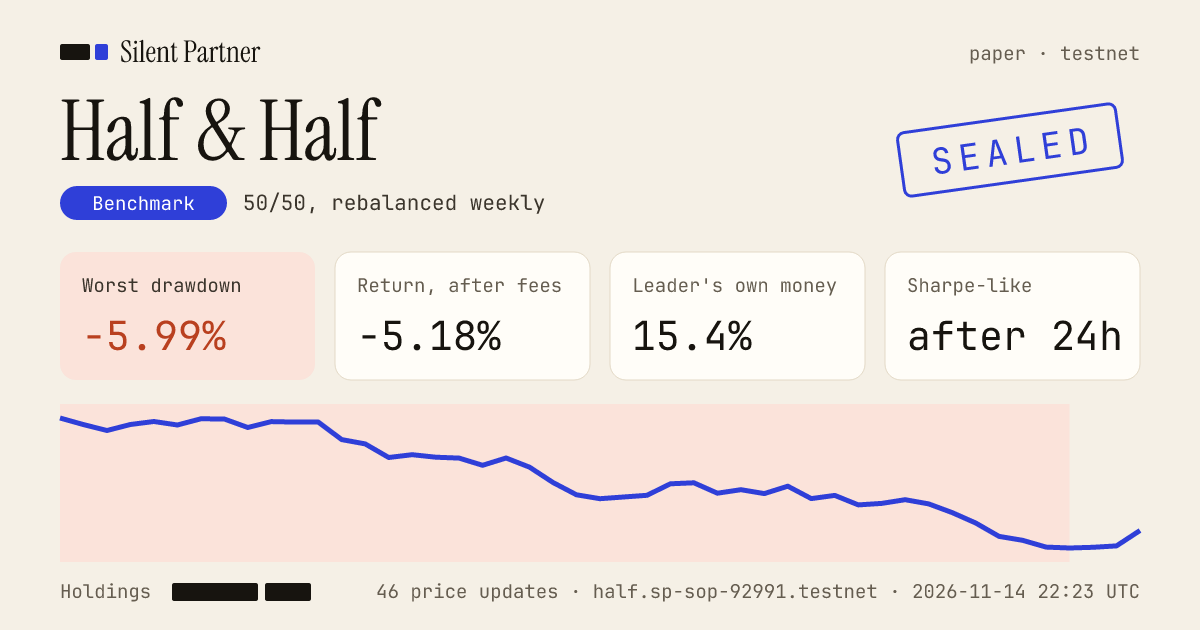 Silent Partner
paper · testnet
Half & Half
SEALED
Benchmark 50/50, rebalanced weekly
Worst drawdown
-5.99%
Return, after fees
-5.18%
Leader's own money
15.4%
Sharpe-like
after 24h
Holdings
46 price updates · half.sp-sop-92991.testnet · 2026-11-14 22:23 UTC